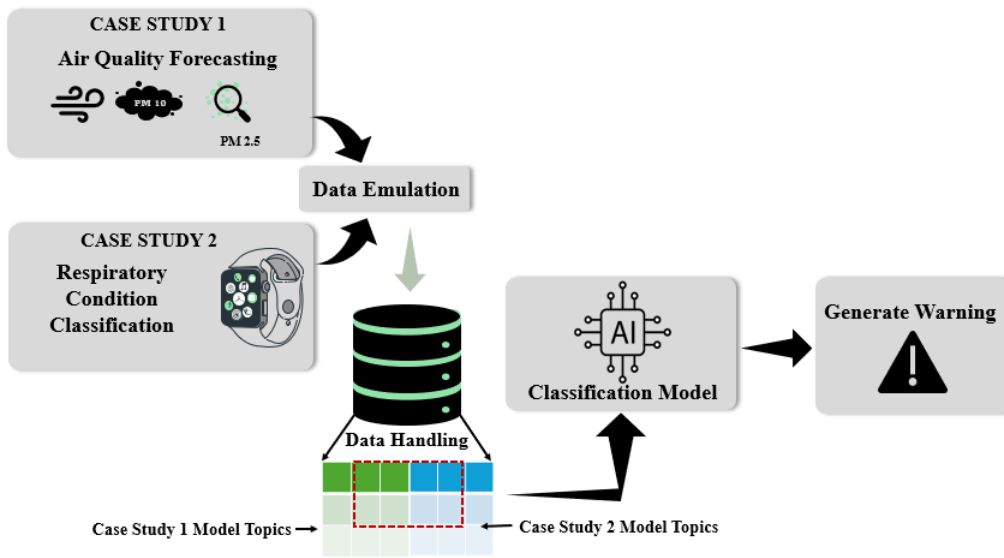 CASE STUDY 1
Air Quality Forecasting
PM 10
PM 2.5
Data Emulation
CASE STUDY 2
Respiratory
Condition
Classification
AI
Classification Model
Generate Warning
Data Handling
Case Study 1 Model Topics
Case Study 2 Model Topics